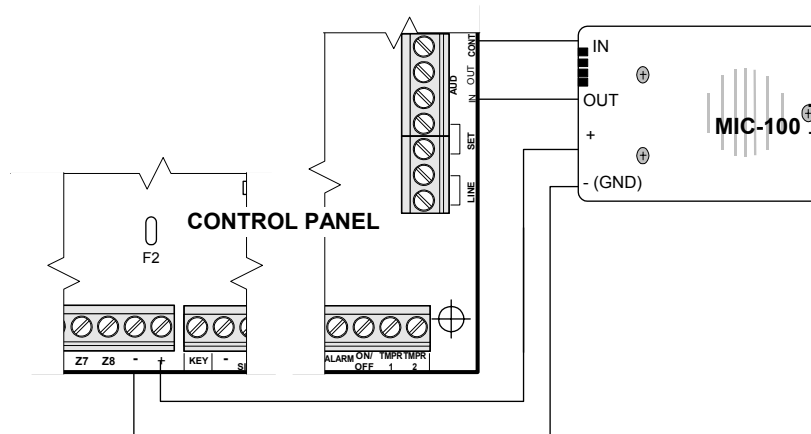 CONT
OUT
IN
AUD
SET
LINE
IN
OUT
+
- (GND)
MIC-100
CONTROL PANEL
F2
Z7 Z8 - + KEY - ALARM ON/OFF TMPR 1 TMPR 2